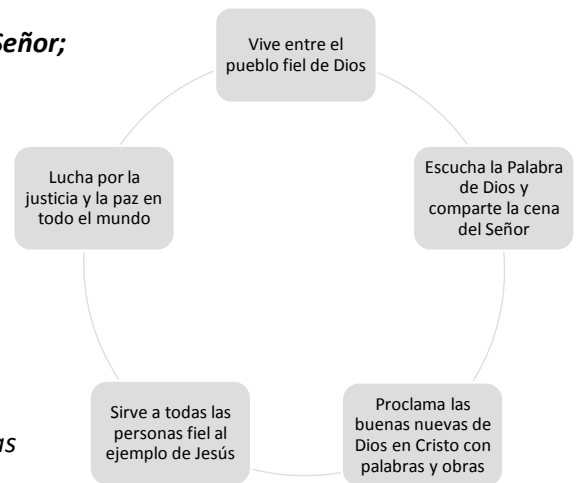 Señor;
Vive entre el
pueblo fiel de Dios
Escucha la Palabra
de Dios y
comparte la cena
del Señor
Proclama las
buenas nuevas de
Dios en Cristo con
palabras y obras
Sirve a todas las
personas fiel al
ejemplo de Jesús
Lucha por la
justicia y la paz en
todo el mundo